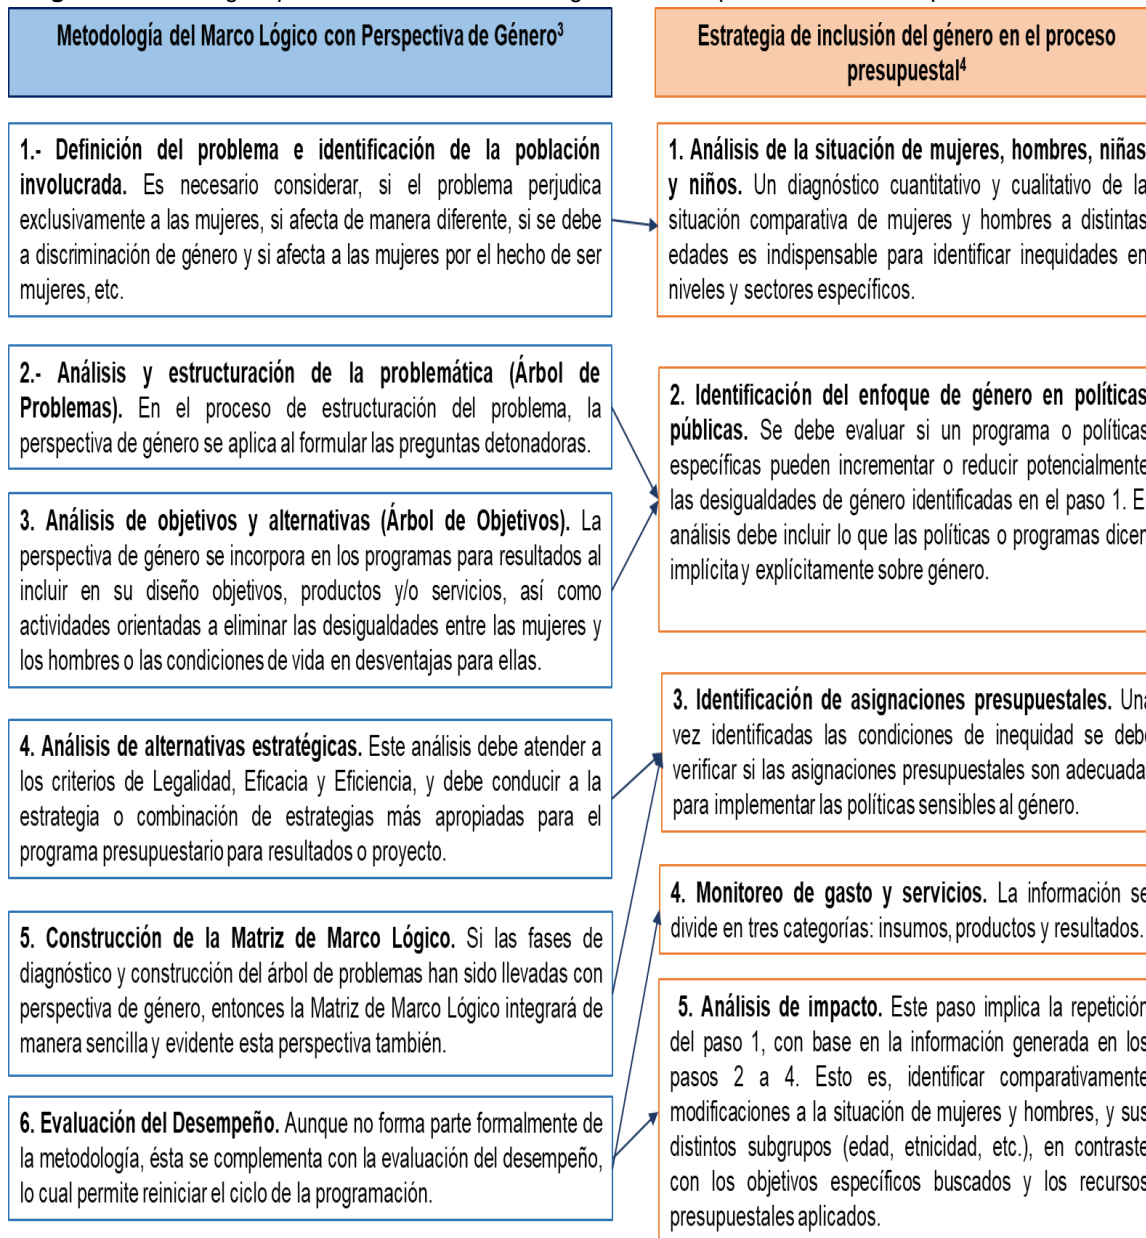 Metodología del Marco Lógico con Perspectiva de Género³
1.- Definición del problema e identificación de la población
involucrada. Es necesario considerar, si el problema perjudica
exclusivamente a las mujeres, si afecta de manera diferente, si se debe
a discriminación de género y si afecta a las mujeres por el hecho de ser
mujeres, etc.
2.- Análisis y estructuración de la problemática (Árbol de
Problemas). En el proceso de estructuración del problema, la
perspectiva de género se aplica al formular las preguntas detonadoras.
3. Análisis de objetivos y alternativas (Árbol de Objetivos). La
perspectiva de género se incorpora en los programas para resultados al
incluir en su diseño objetivos, productos y/o servicios, así como
actividades orientadas a eliminar las desigualdades entre las mujeres y
los hombres o las condiciones de vida en desventajas para ellas.
4. Análisis de alternativas estratégicas. Este análisis debe atender a
los criterios de Legalidad, Eficacia y Eficiencia, y debe conducir a la
estrategia o combinación de estrategias más apropiadas para el
programa presupuestario para resultados o proyecto.
5. Construcción de la Matriz de Marco Lógico. Si las fases de
diagnóstico y construcción del árbol de problemas han sido llevadas con
perspectiva de género, entonces la Matriz de Marco Lógico integrará de
manera sencilla y evidente esta perspectiva también.
6. Evaluación del Desempeño. Aunque no forma parte formalmente de
la metodología, ésta se complementa con la evaluación del desempeño,
lo cual permite reiniciar el ciclo de la programación.
Estrategia de inclusión del género en el proceso
presupuestal⁴
1. Análisis de la situación de mujeres, hombres, niñas
y niños. Un diagnóstico cuantitativo y cualitativo de la
situación comparativa de mujeres y hombres a distintas
edades es indispensable para identificar inequidades en
niveles y sectores específicos.
2. Identificación del enfoque de género en políticas
públicas. Se debe evaluar si un programa o políticas
específicas pueden incrementar o reducir potencialmente
las desigualdades de género identificadas en el paso 1. E
análisis debe incluir lo que las políticas o programas dicen
implícita y explícitamente sobre género.
3. Identificación de asignaciones presupuestales. Una
vez identificadas las condiciones de inequidad se debe
verificar si las asignaciones presupuestales son adecuada
para implementar las políticas sensibles al género.
4. Monitoreo de gasto y servicios. La información se
divide en tres categorías: insumos, productos y resultados.
5. Análisis de impacto. Este paso implica la repetición
del paso 1, con base en la información generada en los
pasos 2 a 4. Esto es, identificar comparativamente
modificaciones a la situación de mujeres y hombres, y sus
distintos subgrupos (edad, etnicidad, etc.), en contraste
con los objetivos específicos buscados y los recursos
presupuestales aplicados.